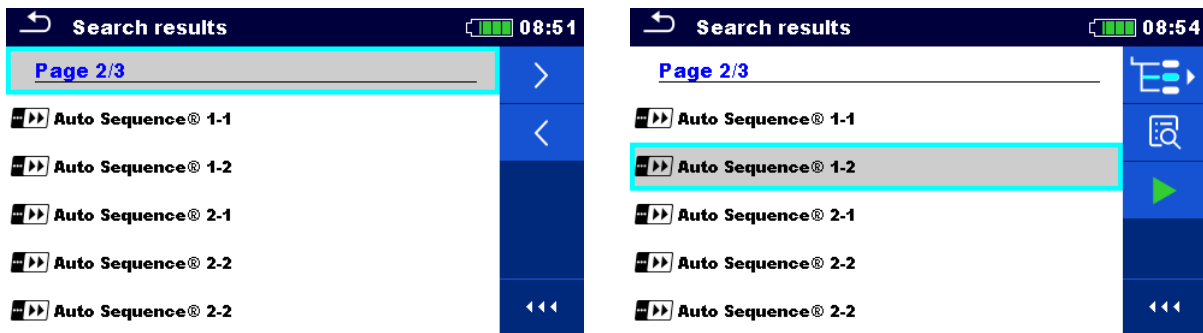 Search results 08:51
Page 2/3
Auto Sequence® 1-1
Auto Sequence® 1-2
Auto Sequence® 2-1
Auto Sequence® 2-2
Auto Sequence® 2-2
Search results 08:54
Page 2/3
Auto Sequence® 1-1
Auto Sequence® 1-2
Auto Sequence® 2-1
Auto Sequence® 2-2
Auto Sequence® 2-2